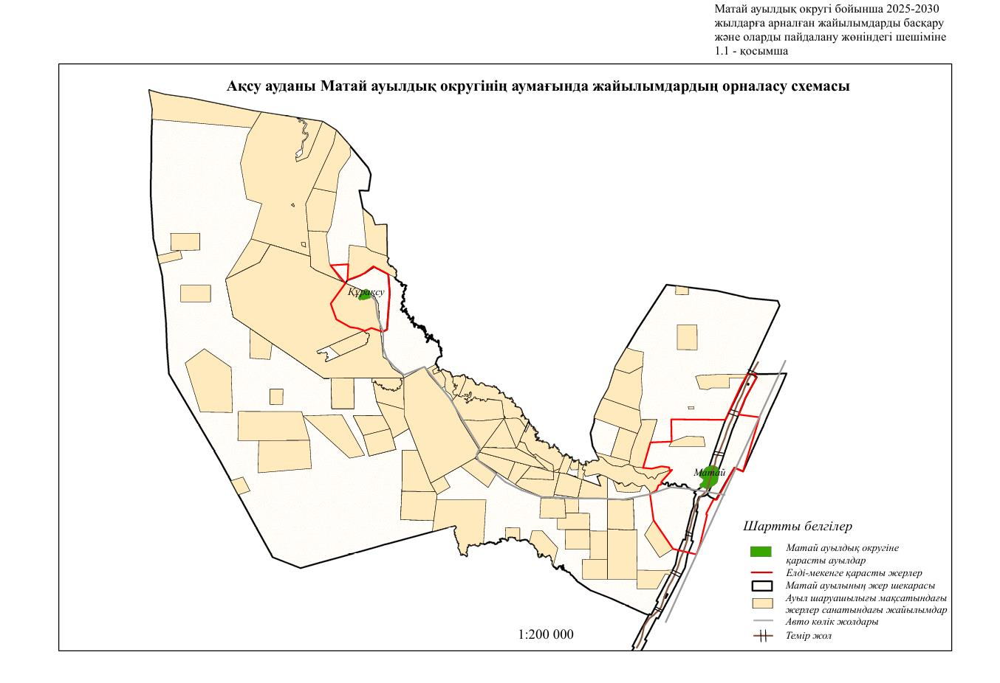 Матай ауылдық округі бойынша 2025-2030
жылдарға арналған жайылымдарды басқару
және оларды пайдалану жөніндегі шешіміне
1.1 - қосымша
Ақсу ауданы Матай ауылдық округінің аумағында жайылымдардың орналасу схемасы
Құрақсу
Матай
Шартты белгілер
Матай ауылдық округіне
қарасты ауылдар
Елді-мекенге қарасты жерлер
Матай ауылының жер шекарасы
Ауыл шаруашылығы мақсатындағы
жерлер санатындағы жайылымдар
Авто көлік жолдары
Темір жол
1:200 000